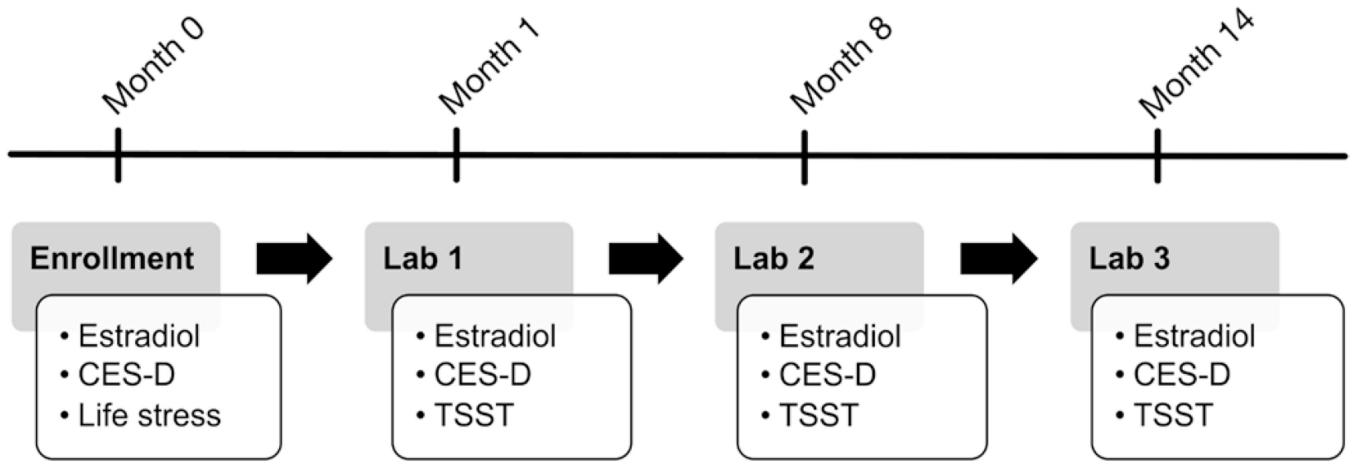 Month 0
Month 1
Month 8
Month 14
Enrollment
• Estradiol
• CES-D
• Life stress
Lab 1
• Estradiol
• CES-D
• TSST
Lab 2
• Estradiol
• CES-D
• TSST
Lab 3
• Estradiol
• CES-D
• TSST